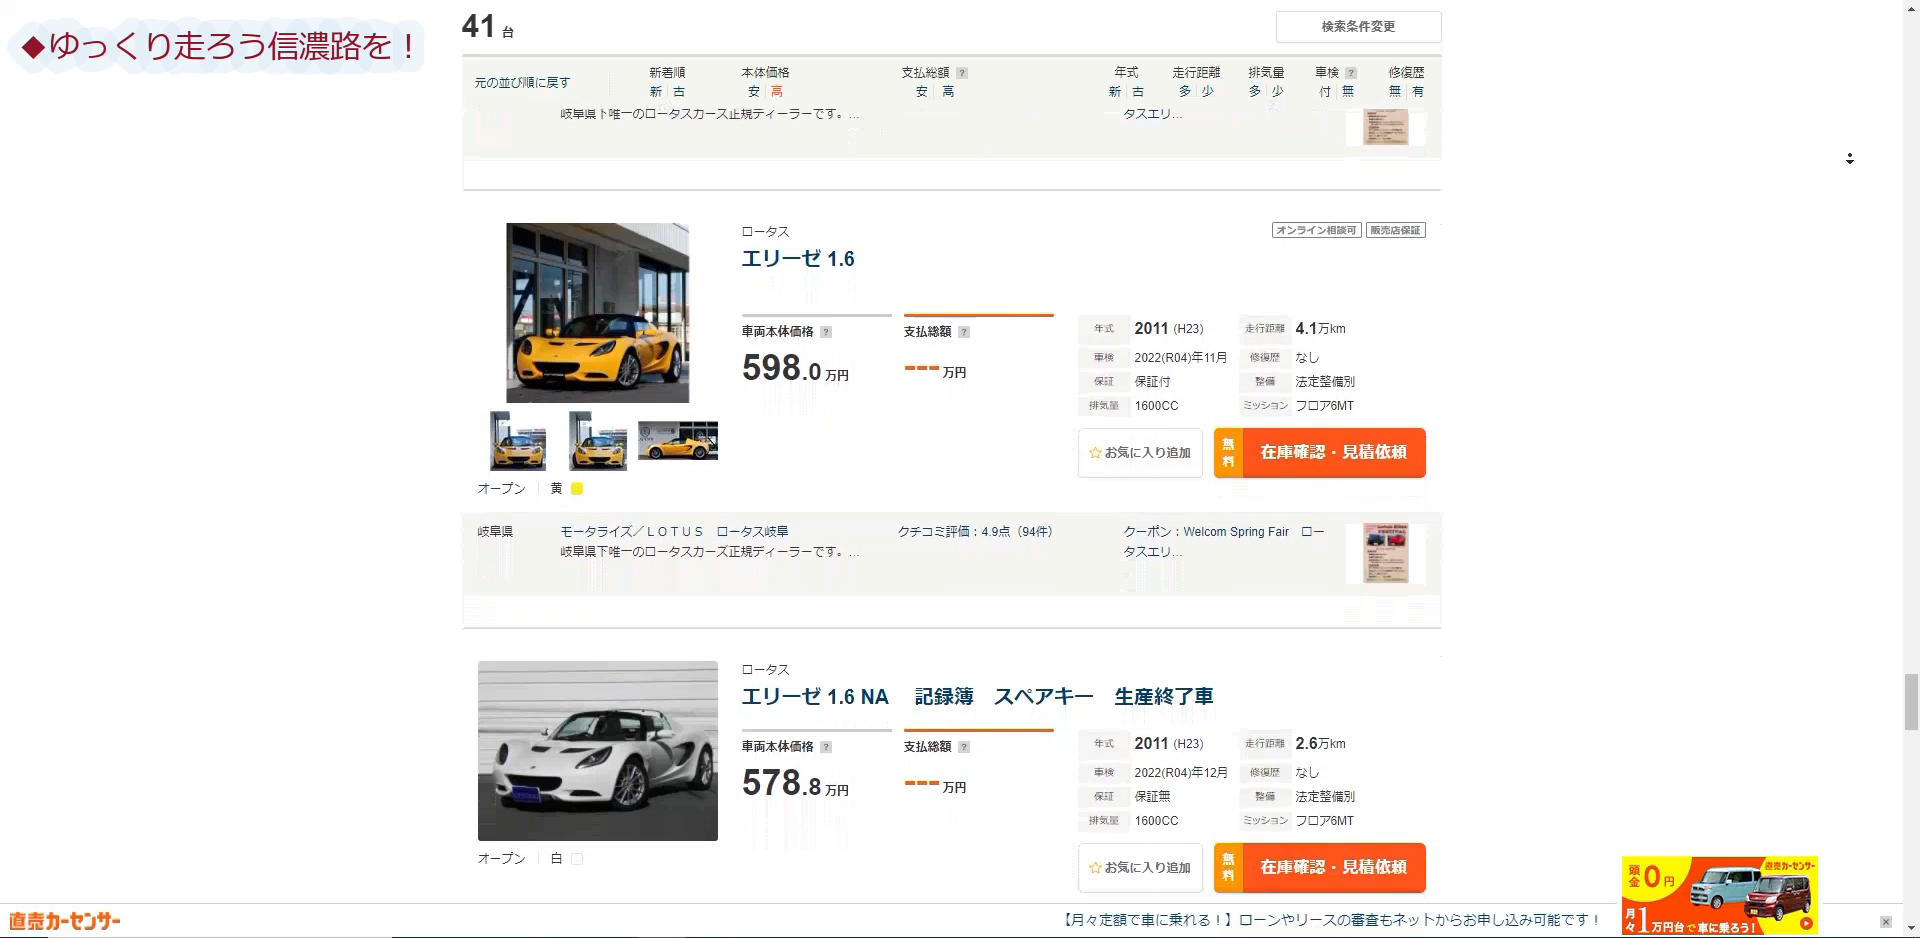 ◆ゆっくり走ろう信濃路を！
41 台
検索条件変更
元の並び順に戻す
新着順
新 古
本体価格
安 高
支払総額 ?
安 高
年式
新 古
走行距離
多 少
排気量
多 少
車検 ?
付 無
修復歴
無 有
岐阜県下唯一のロータスカーズ正規ディーラーです。...
タスエリ...
ロータス
エリーゼ 1.6
オンライン相談可 販売店保証
車両本体価格 ?
598.0 万円
支払総額 ?
--- 万円
年式 2011 (H23) 走行距離 4.1万km
車検 2022(R04)年11月 修復歴 なし
保証 保証付 整備 法定整備別
排気量 1600CC ミッション フロア6MT
お気に入り追加
無料 在庫確認・見積依頼
オープン 黄
岐阜県
モータライズ／ＬＯＴＵＳ　ロータス岐阜
岐阜県下唯一のロータスカーズ正規ディーラーです。...
クチコミ評価：4.9点（94件）
クーポン：Welcom Spring Fair　ロー
タスエリ...
ロータス
エリーゼ 1.6 NA　記録簿　スペアキー　生産終了車
車両本体価格 ?
578.8 万円
支払総額 ?
--- 万円
年式 2011 (H23) 走行距離 2.6万km
車検 2022(R04)年12月 修復歴 なし
保証 保証無 整備 法定整備別
排気量 1600CC ミッション フロア6MT
お気に入り追加
無料 在庫確認・見積依頼
オープン 白
直売カーセンサー
【月々定額で車に乗れる！】ローンやリースの審査もネットからお申し込み可能です！
頭金0円
直売カーセンサー
月々1万円台で車に乗ろう！